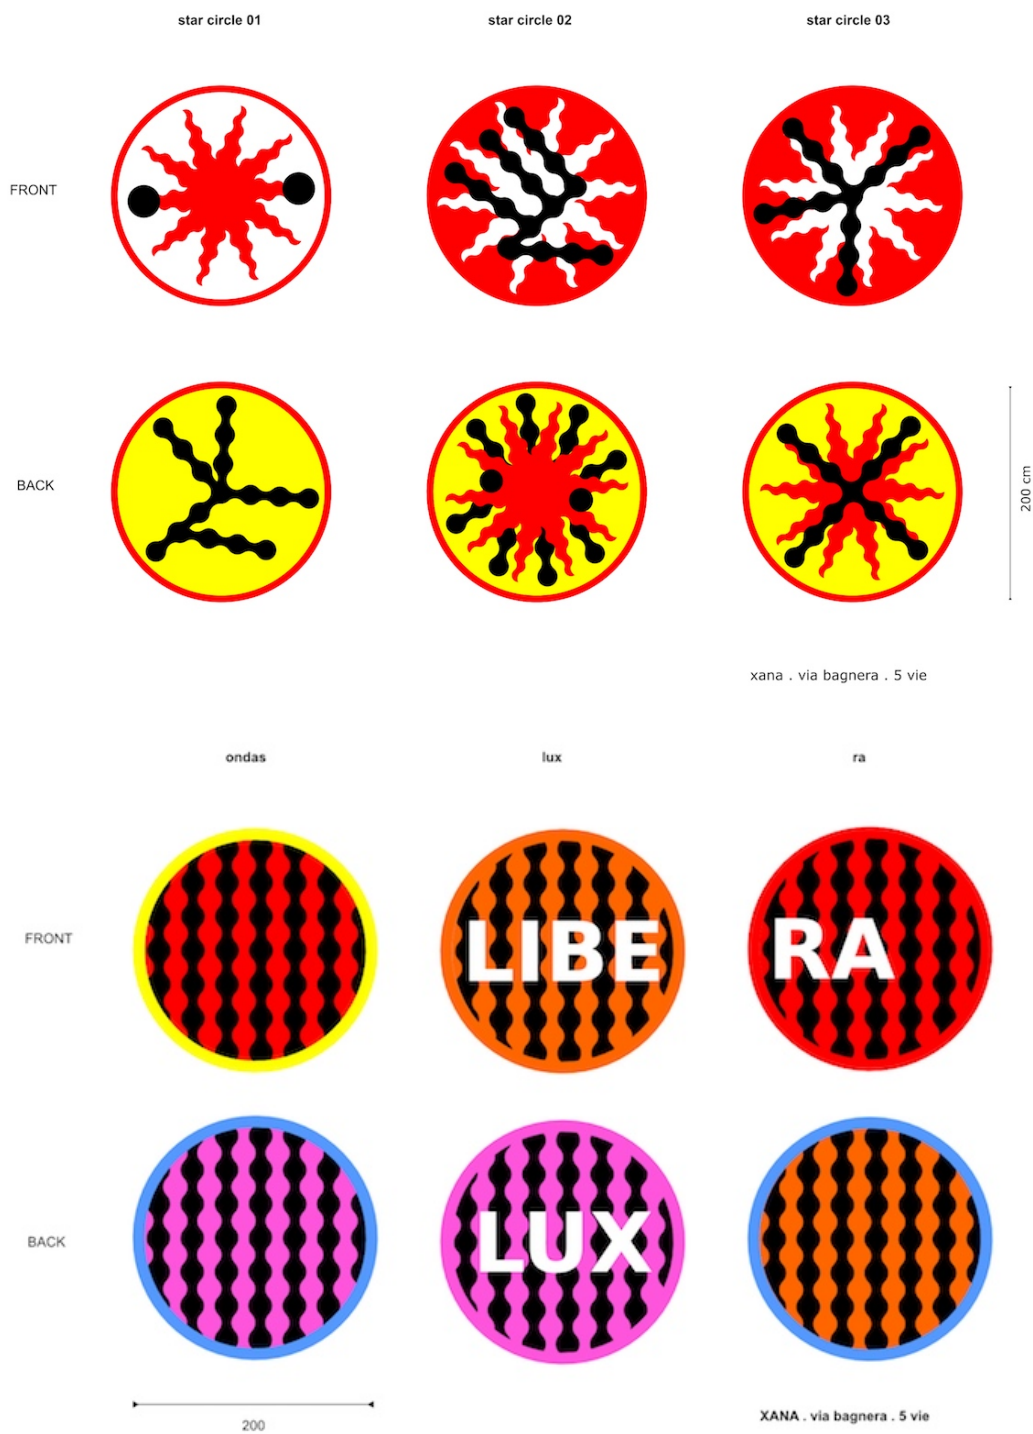 star circle 01
star circle 02
star circle 03
FRONT
BACK
200 cm
xana . via bagnera . 5 vie
ondas
lux
ra
FRONT
LIBE
RA
BACK
LUX
200
XANA . via bagnera . 5 vie